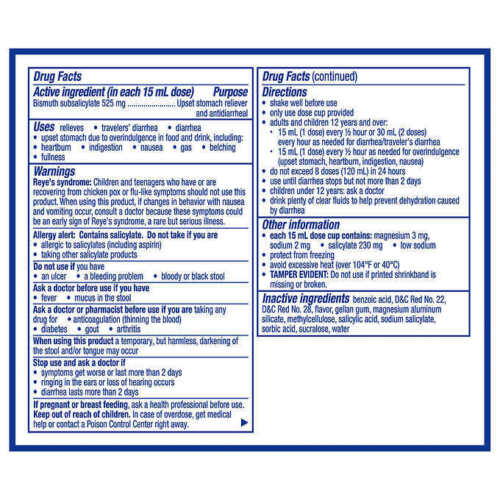 Drug Facts
Active ingredient (in each 15 mL dose) Purpose
Bismuth subsalicylate 525 mg ........................ Upset stomach reliever
and antidiarrheal
Uses relieves • travelers' diarrhea • diarrhea
• upset stomach due to overindulgence in food and drink, including:
• heartburn • indigestion • nausea • gas • belching
• fullness
Warnings
Reye's syndrome: Children and teenagers who have or are
recovering from chicken pox or flu-like symptoms should not use this
product. When using this product, if changes in behavior with nausea
and vomiting occur, consult a doctor because these symptoms could
be an early sign of Reye's syndrome, a rare but serious illness.
Allergy alert: Contains salicylate. Do not take if you are
• allergic to salicylates (including aspirin)
• taking other salicylate products
Do not use if you have
• an ulcer • a bleeding problem • bloody or black stool
Ask a doctor before use if you have
• fever • mucus in the stool
Ask a doctor or pharmacist before use if you are taking any
drug for • anticoagulation (thinning the blood)
• diabetes • gout • arthritis
When using this product a temporary, but harmless, darkening of
the stool and/or tongue may occur
Stop use and ask a doctor if
• symptoms get worse or last more than 2 days
• ringing in the ears or loss of hearing occurs
• diarrhea lasts more than 2 days
If pregnant or breast feeding, ask a health professional before use.
Keep out of reach of children. In case of overdose, get medical
help or contact a Poison Control Center right away.
Drug Facts (continued)
Directions
• shake well before use
• only use dose cup provided
• adults and children 12 years and over:
• 15 mL (1 dose) every ½ hour or 30 mL (2 doses)
every hour as needed for diarrhea/traveler's diarrhea
• 15 mL (1 dose) every ½ hour as needed for overindulgence
(upset stomach, heartburn, indigestion, nausea)
• do not exceed 8 doses (120 mL) in 24 hours
• use until diarrhea stops but not more than 2 days
• children under 12 years: ask a doctor
• drink plenty of clear fluids to help prevent dehydration caused
by diarrhea
Other information
• each 15 mL dose cup contains: magnesium 3 mg,
sodium 2 mg • salicylate 230 mg • low sodium
• protect from freezing
• avoid excessive heat (over 104°F or 40°C)
• TAMPER EVIDENT: Do not use if printed shrinkband is
missing or broken.
Inactive ingredients benzoic acid, D&C Red No. 22,
D&C Red No. 28, flavor, gellan gum, magnesium aluminum
silicate, methylcellulose, salicylic acid, sodium salicylate,
sorbic acid, sucralose, water